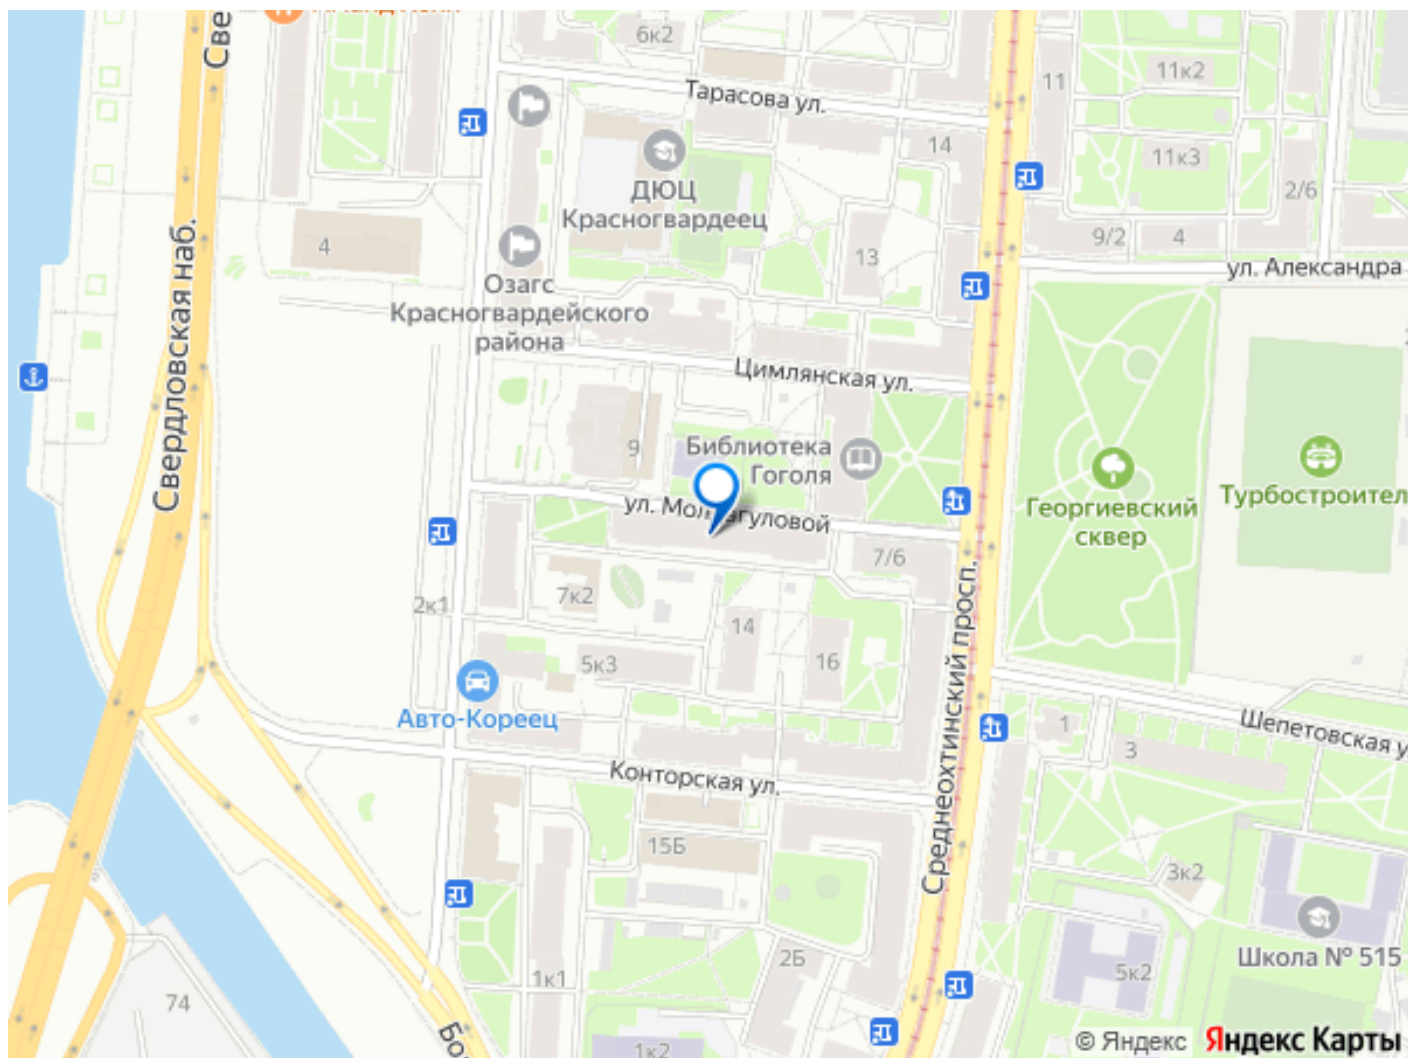 Све
6к2
Тарасова ул.
11
11к2
14
11к3
2/6
ДЮЦ
Красногвардеец
9/2
4
4
13
ул. Александра
Озагс
Красногвардейского
района
Свердловская наб.
Цимлянская ул.
Библиотека
Гоголя
9
Георгиевский
сквер
Турбостроител
7/6
7к2
2к1
14
16
5к3
Авто-Кореец
Среднеохтинский просп.
1
3
Шепетовская у
Конторская ул.
15Б
3к2
Школа № 515
5к2
2Б
1к1
74
1к2
© Яндекс
Яндекс Карты